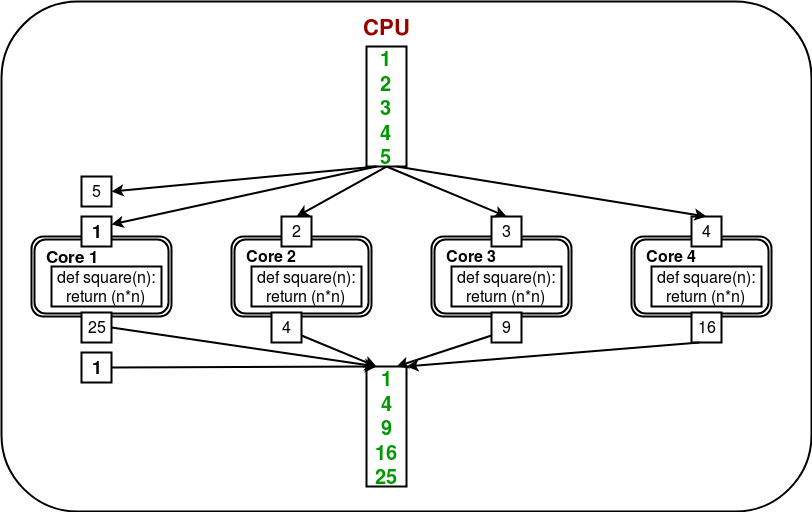 CPU
1
2
3
4
5
5
1
2
3
4
Core 1
def square(n):
return (n*n)
Core 2
def square(n):
return (n*n)
Core 3
def square(n):
return (n*n)
Core 4
def square(n):
return (n*n)
25
4
9
16
1
1
4
9
16
25